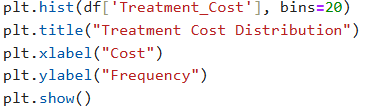 plt.hist(df['Treatment_Cost'], bins=20)
plt.title("Treatment Cost Distribution")
plt.xlabel("Cost")
plt.ylabel("Frequency")
plt.show()